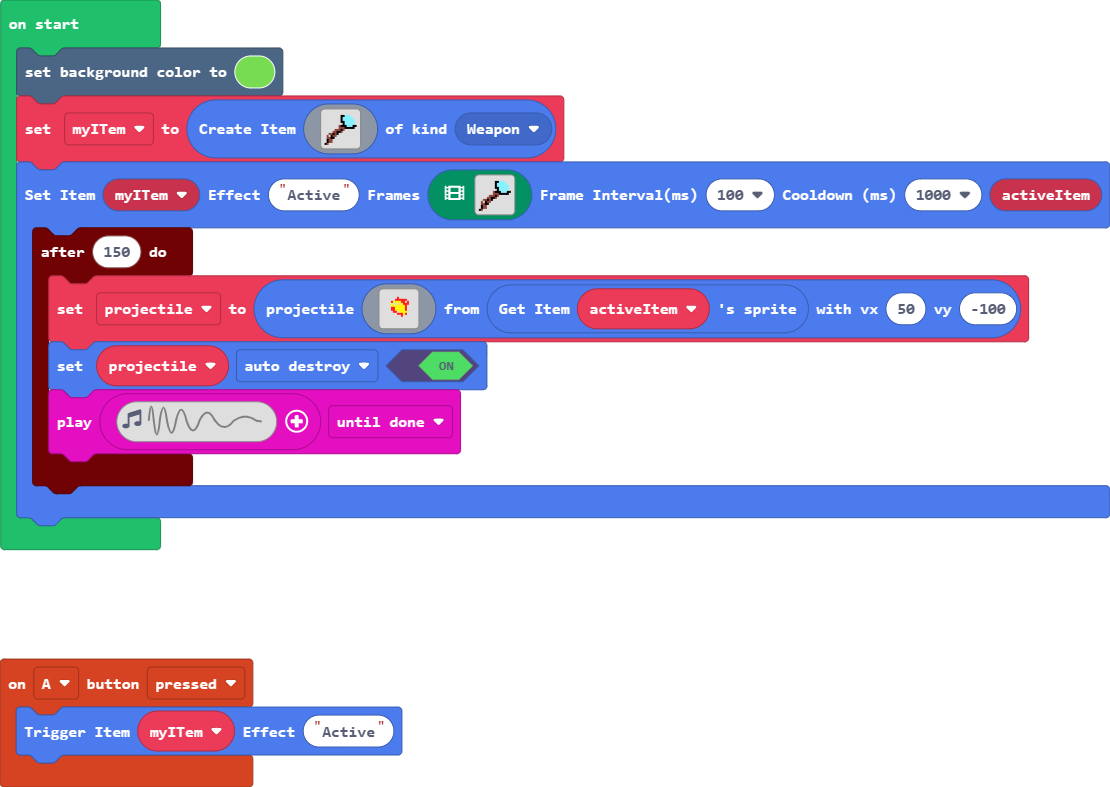 on start
set background color to
set myITem to Create Item of kind Weapon
Set Item myITem Effect "Active" Frames Frame Interval(ms) 100 Cooldown (ms) 1000 activeItem
after 150 do
set projectile to projectile from Get Item activeItem 's sprite with vx 50 vy -100
set projectile auto destroy ON
play until done
on A button pressed
Trigger Item myITem Effect "Active"